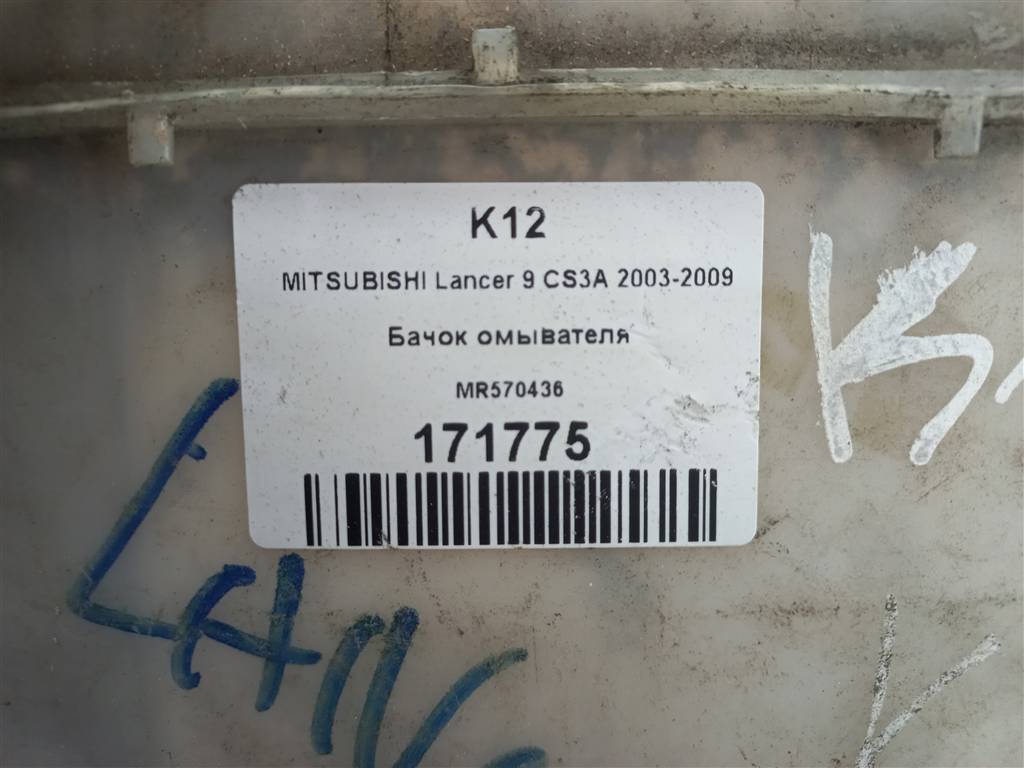 K12
MITSUBISHI Lancer 9 CS3A 2003-2009
Бачок омывателя
MR570436
171775
K